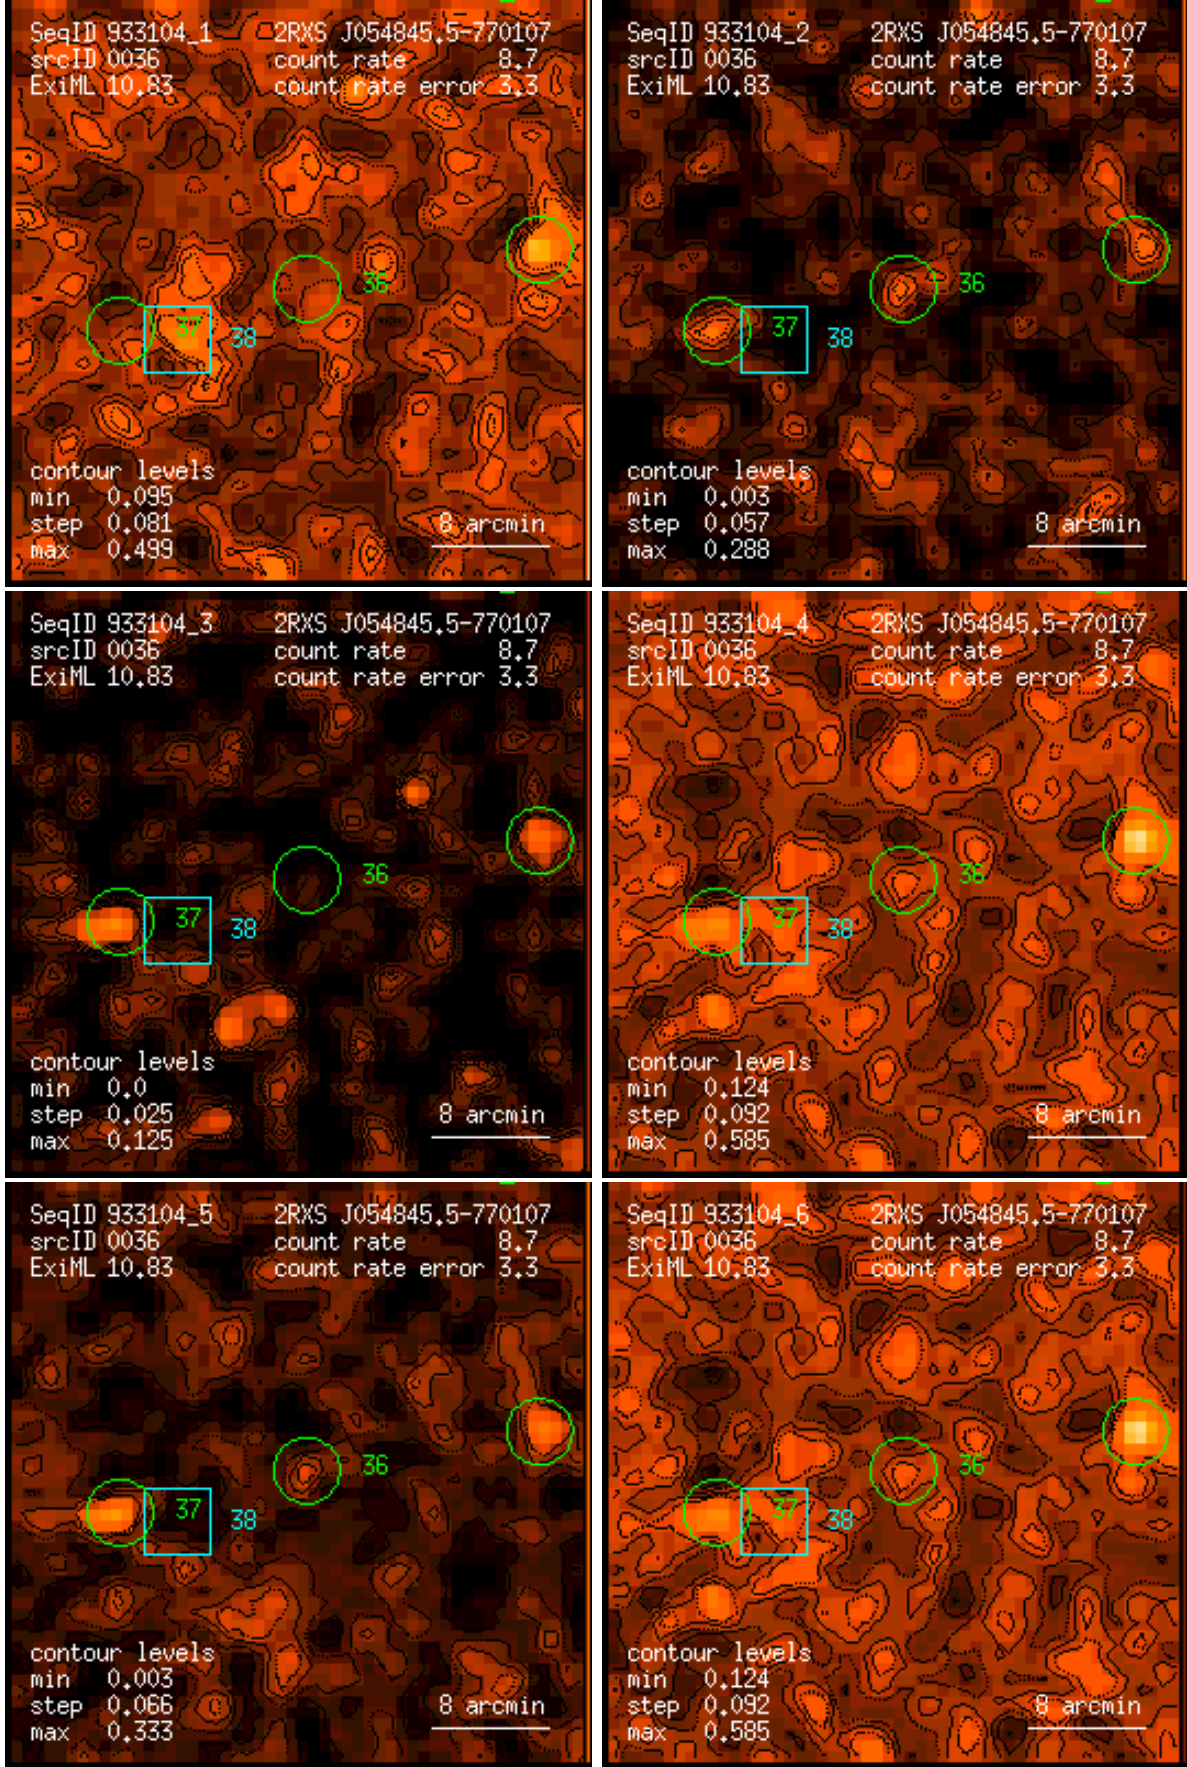 SeqID 933104_1 2RXS J054845.5-770107
srcID 0036 count rate 8.7
ExiML 10.83 count rate error 3.3
36
37
38
contour levels
min 0.095
step 0.081
max 0.499
8 arcmin
SeqID 933104_2 2RXS J054845.5-770107
srcID 0036 count rate 8.7
ExiML 10.83 count rate error 3.3
36
37
38
contour levels
min 0.003
step 0.057
max 0.288
8 arcmin
SeqID 933104_3 2RXS J054845.5-770107
srcID 0036 count rate 8.7
ExiML 10.83 count rate error 3.3
36
37
38
contour levels
min 0.0
step 0.025
max 0.125
8 arcmin
SeqID 933104_4 2RXS J054845.5-770107
srcID 0036 count rate 8.7
ExiML 10.83 count rate error 3.3
36
37
38
contour levels
min 0.124
step 0.092
max 0.585
8 arcmin
SeqID 933104_5 2RXS J054845.5-770107
srcID 0036 count rate 8.7
ExiML 10.83 count rate error 3.3
36
37
38
contour levels
min 0.003
step 0.066
max 0.333
8 arcmin
SeqID 933104_6 2RXS J054845.5-770107
srcID 0036 count rate 8.7
ExiML 10.83 count rate error 3.3
36
37
38
contour levels
min 0.124
step 0.092
max 0.585
8 arcmin